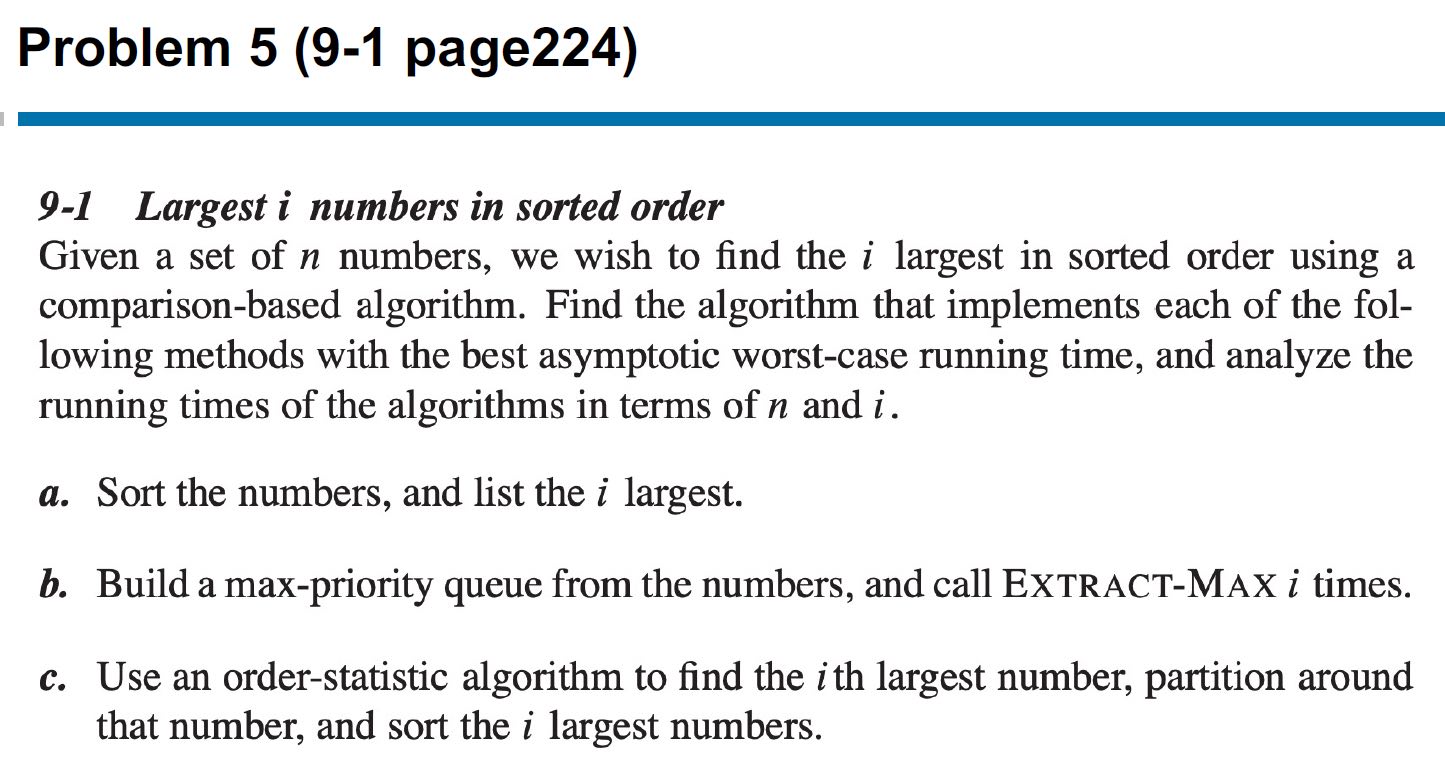 Problem 5 (9-1 page224)
9-1 Largest i numbers in sorted order
Given a set of n numbers, we wish to find the i largest in sorted order using a
comparison-based algorithm. Find the algorithm that implements each of the fol-
lowing methods with the best asymptotic worst-case running time, and analyze the
running times of the algorithms in terms of n and i.
a. Sort the numbers, and list the i largest.
b. Build a max-priority queue from the numbers, and call EXTRACT-MAX i times.
c. Use an order-statistic algorithm to find the ith largest number, partition around
that number, and sort the i largest numbers.